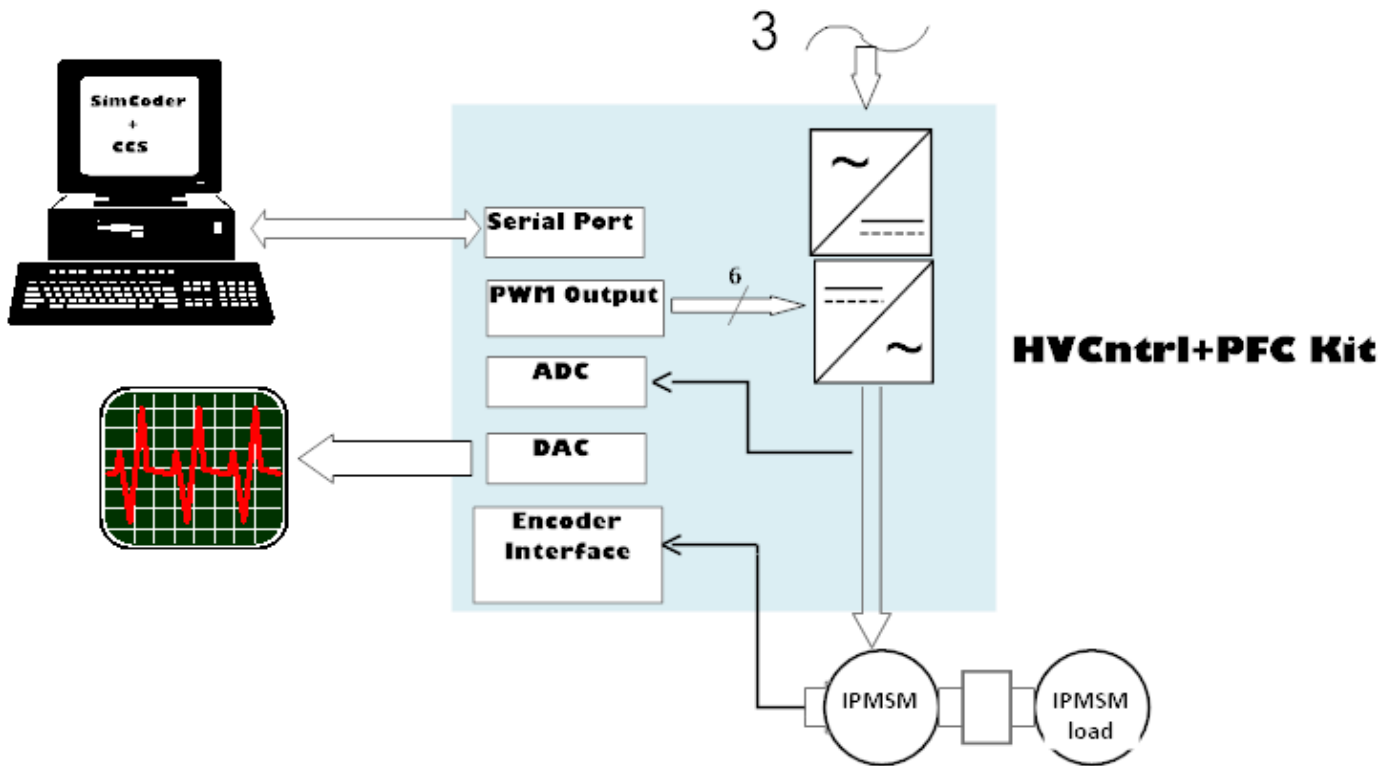 3
SimCoder
+
CCS
Serial Port
PWM Output
6
ADC
DAC
Encoder
Interface
HVCntrl+PFC Kit
IPMSM
IPMSM
load